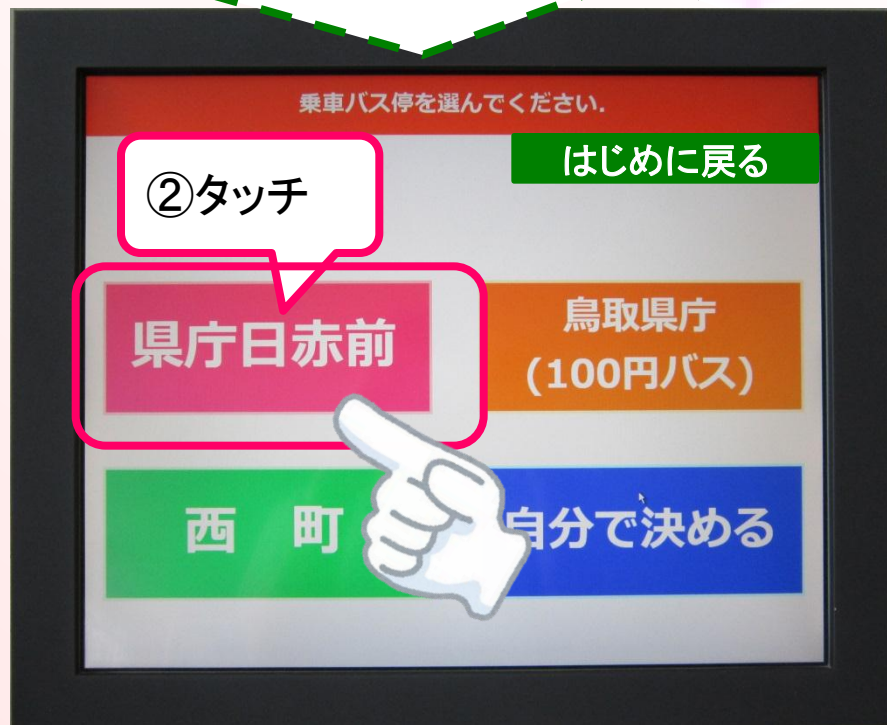 乗車バス停を選んでください.
はじめに戻る
②タッチ
県庁日赤前
鳥取県庁
(100円バス)
西 町
自分で決める